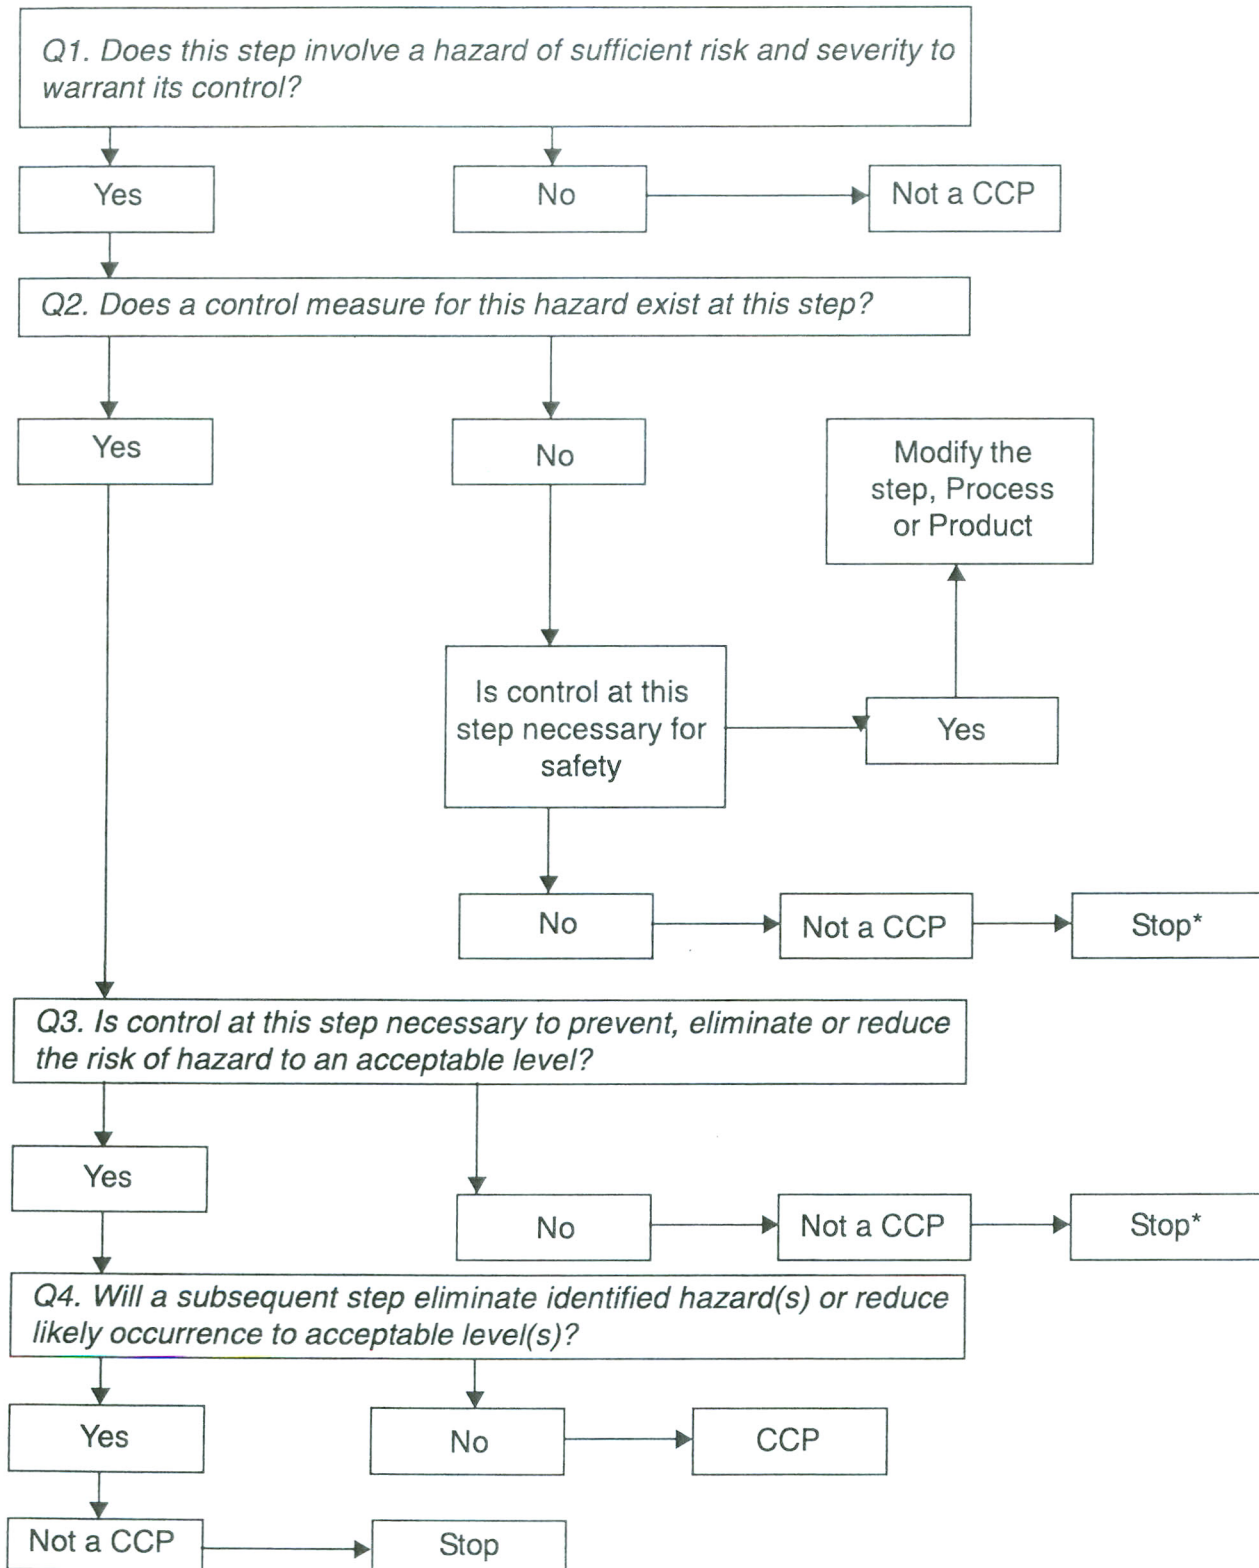 Q1. Does this step involve a hazard of sufficient risk and severity to
warrant its control?
Yes
No
Not a CCP
Q2. Does a control measure for this hazard exist at this step?
Yes
No
Modify the
step, Process
or Product
Is control at this
step necessary for
safety
Yes
No
Not a CCP
Stop*
Q3. Is control at this step necessary to prevent, eliminate or reduce
the risk of hazard to an acceptable level?
Yes
No
Not a CCP
Stop*
Q4. Will a subsequent step eliminate identified hazard(s) or reduce
likely occurrence to acceptable level(s)?
Yes
No
CCP
Not a CCP
Stop